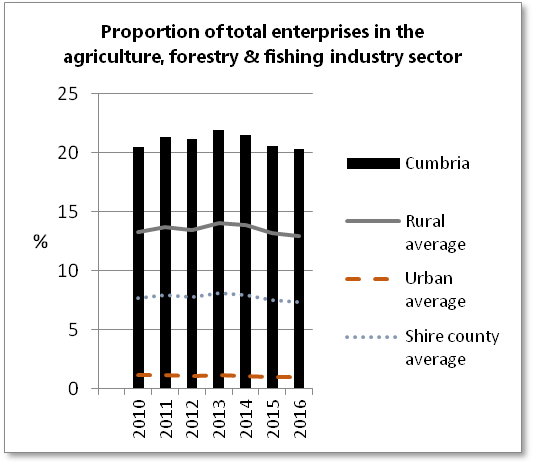 Proportion of total enterprises in the
agriculture, forestry & fishing industry sector
25
20
15
10
5
0
%
2010
2011
2012
2013
2014
2015
2016
Cumbria
Rural
average
Urban
average
Shire county
average